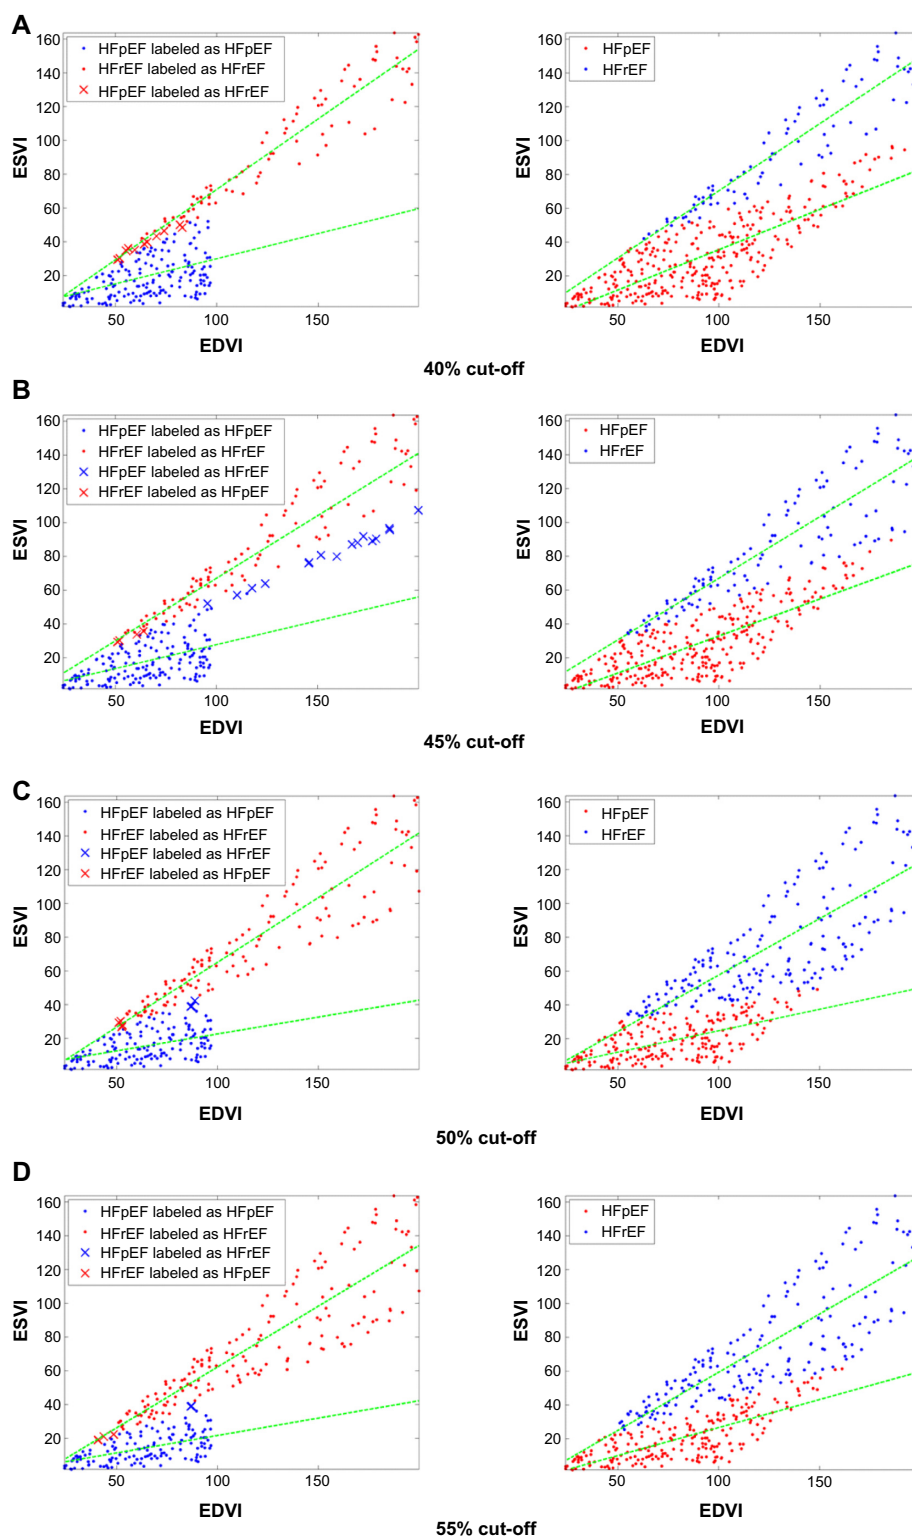 A
160
140
120
100
80
60
40
20
ESVI
HFpEF labeled as HFpEF
HFrEF labeled as HFrEF
HFpEF labeled as HFrEF
50
100
150
EDVI
160
140
120
100
80
60
40
20
ESVI
HFpEF
HFrEF
50
100
150
EDVI
40% cut-off
B
160
140
120
100
80
60
40
20
ESVI
HFpEF labeled as HFpEF
HFrEF labeled as HFrEF
HFpEF labeled as HFrEF
HFrEF labeled as HFpEF
50
100
150
EDVI
160
140
120
100
80
60
40
20
ESVI
HFpEF
HFrEF
50
100
150
EDVI
45% cut-off
C
160
140
120
100
80
60
40
20
ESVI
HFpEF labeled as HFpEF
HFrEF labeled as HFrEF
HFpEF labeled as HFrEF
HFrEF labeled as HFpEF
50
100
150
EDVI
160
140
120
100
80
60
40
20
ESVI
HFpEF
HFrEF
50
100
150
EDVI
50% cut-off
D
160
140
120
100
80
60
40
20
ESVI
HFpEF labeled as HFpEF
HFrEF labeled as HFrEF
HFpEF labeled as HFrEF
HFrEF labeled as HFpEF
50
100
150
EDVI
160
140
120
100
80
60
40
20
ESVI
HFpEF
HFrEF
50
100
150
EDVI
55% cut-off